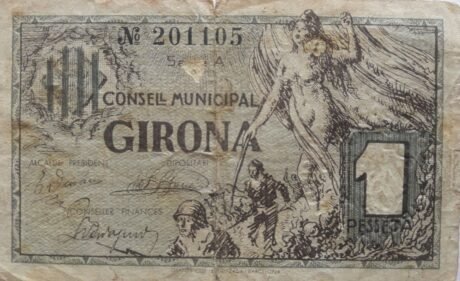 № 201105
Serie A
CONSELL MUNICIPAL
GIRONA
ALCALDE PRESIDENT DIPOSITARI
CONSELLER FINANCES
1
PESSETA